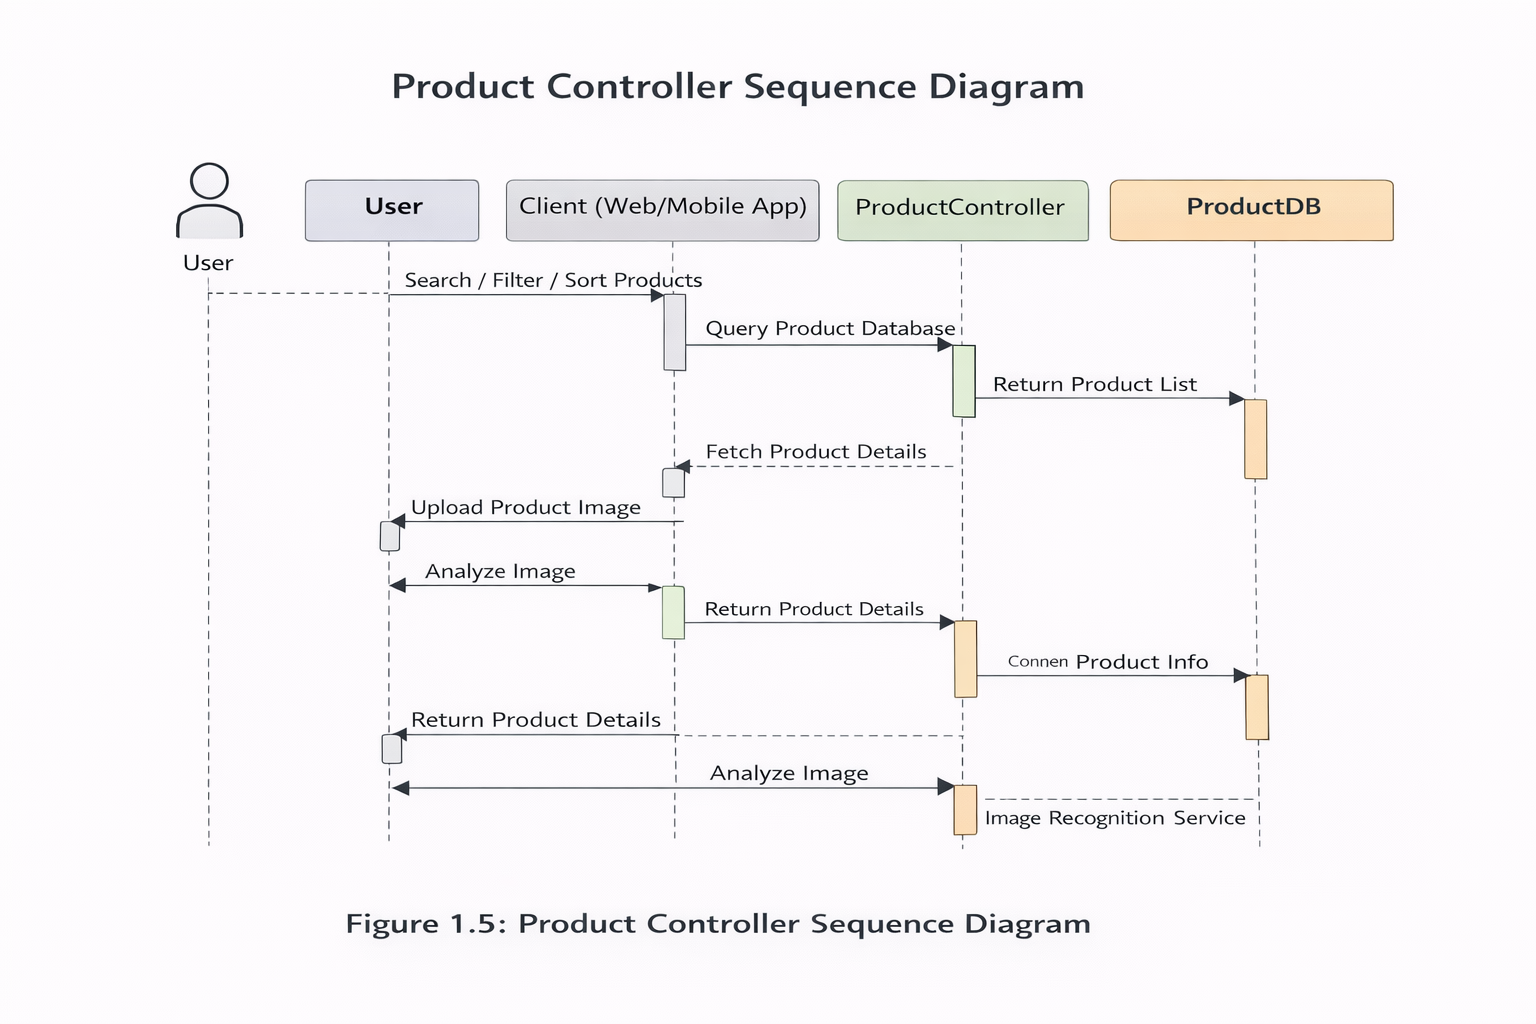 Product Controller Sequence Diagram
User
User
Client (Web/Mobile App)
ProductController
ProductDB
Search / Filter / Sort Products
Query Product Database
Return Product List
Fetch Product Details
Upload Product Image
Analyze Image
Return Product Details
Connen Product Info
Return Product Details
Analyze Image
Image Recognition Service
Figure 1.5: Product Controller Sequence Diagram